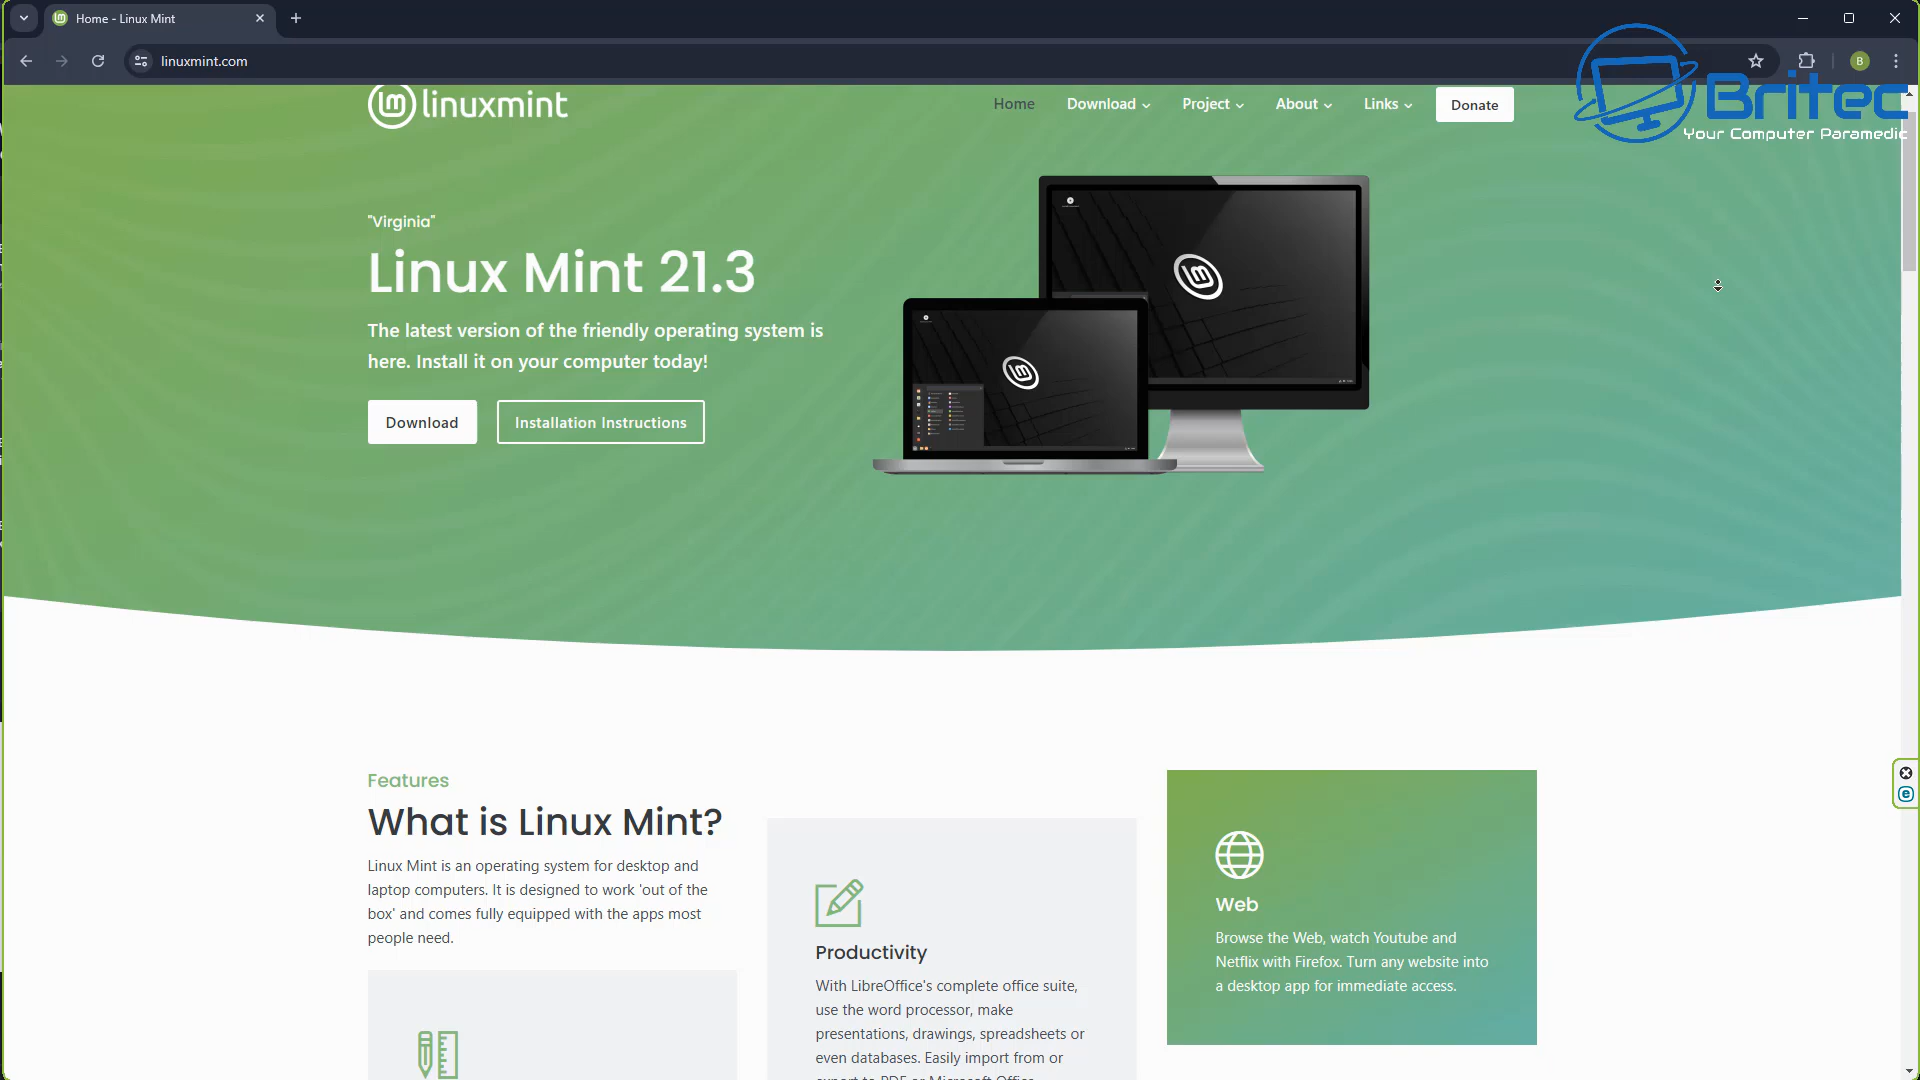 Home - Linux Mint
linuxmint.com
B
Britec
Your Computer Paramedic
linuxmint
Home
Download
Project
About
Links
Donate
"Virginia"
Linux Mint 21.3
The latest version of the friendly operating system is
here. Install it on your computer today!
Download
Installation Instructions
Features
What is Linux Mint?
Linux Mint is an operating system for desktop and
laptop computers. It is designed to work 'out of the
box' and comes fully equipped with the apps most
people need.
Productivity
With LibreOffice's complete office suite,
use the word processor, make
presentations, drawings, spreadsheets or
even databases. Easily import from or
export to PDF or Microsoft Office
Web
Browse the Web, watch Youtube and
Netflix with Firefox. Turn any website into
a desktop app for immediate access.